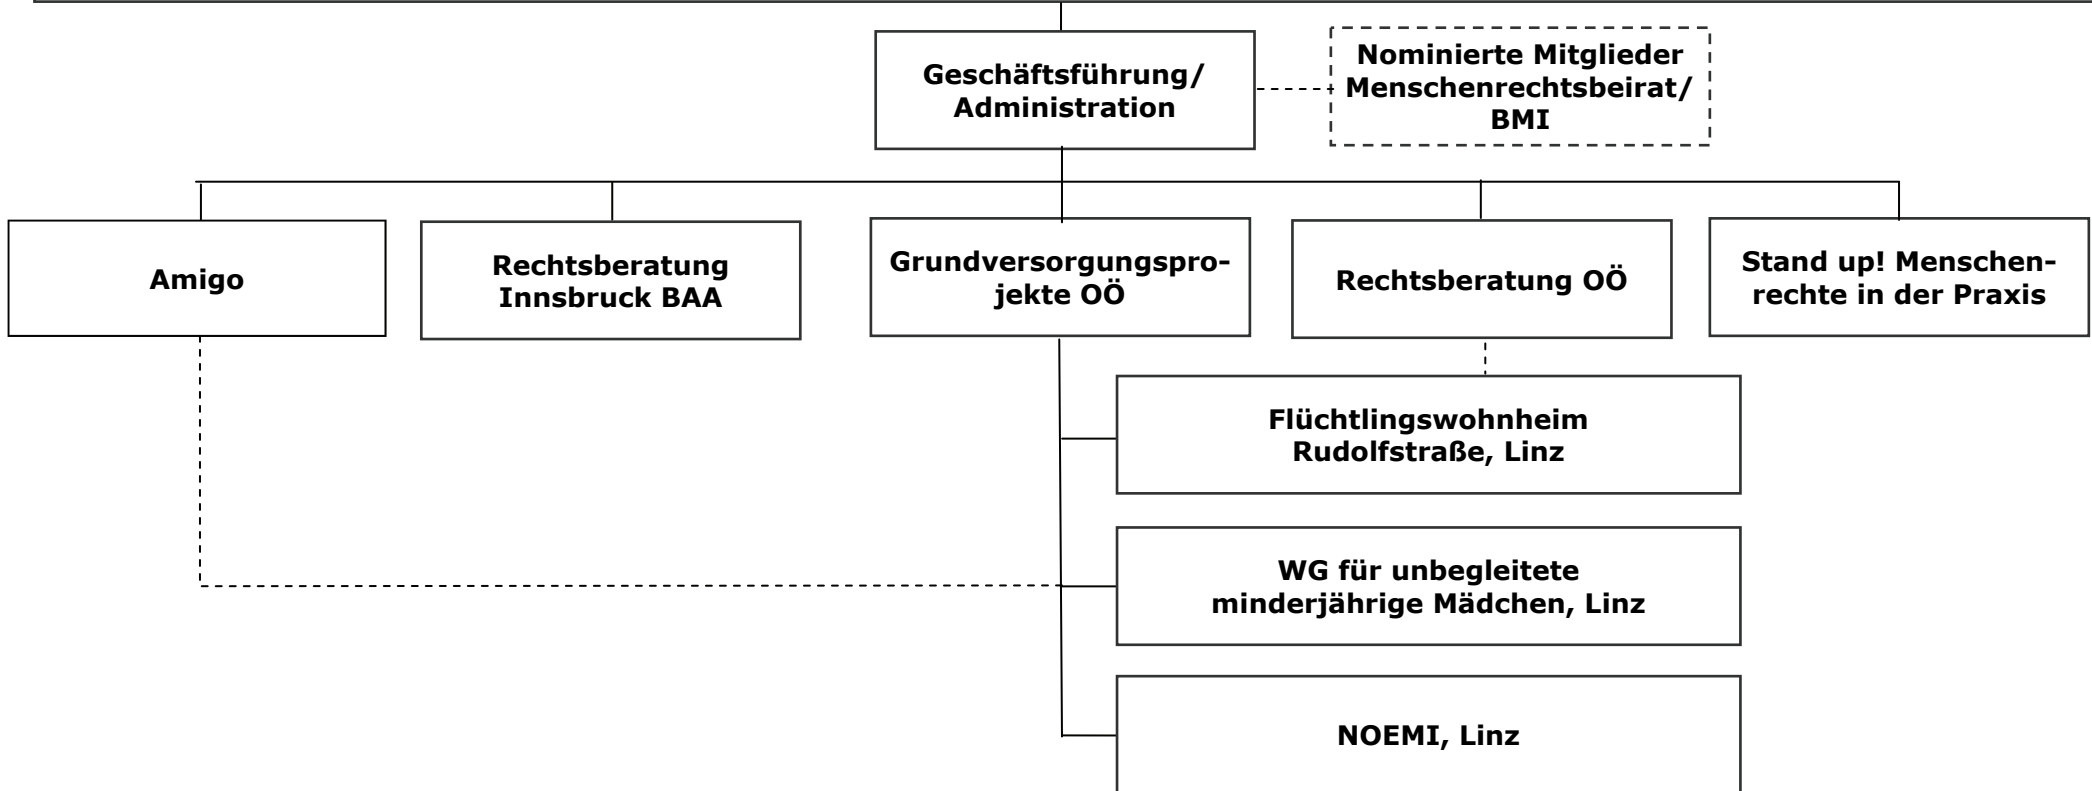 Geschäftsführung/
Administration
Nominierte Mitglieder
Menschenrechtsbeirat/
BMI
Amigo
Rechtsberatung
Innsbruck BAA
Grundversorgungspro-
jekte OÖ
Rechtsberatung OÖ
Stand up! Menschen-
rechte in der Praxis
Flüchtlingswohnheim
Rudolfstraße, Linz
WG für unbegleitete
minderjährige Mädchen, Linz
NOEMI, Linz